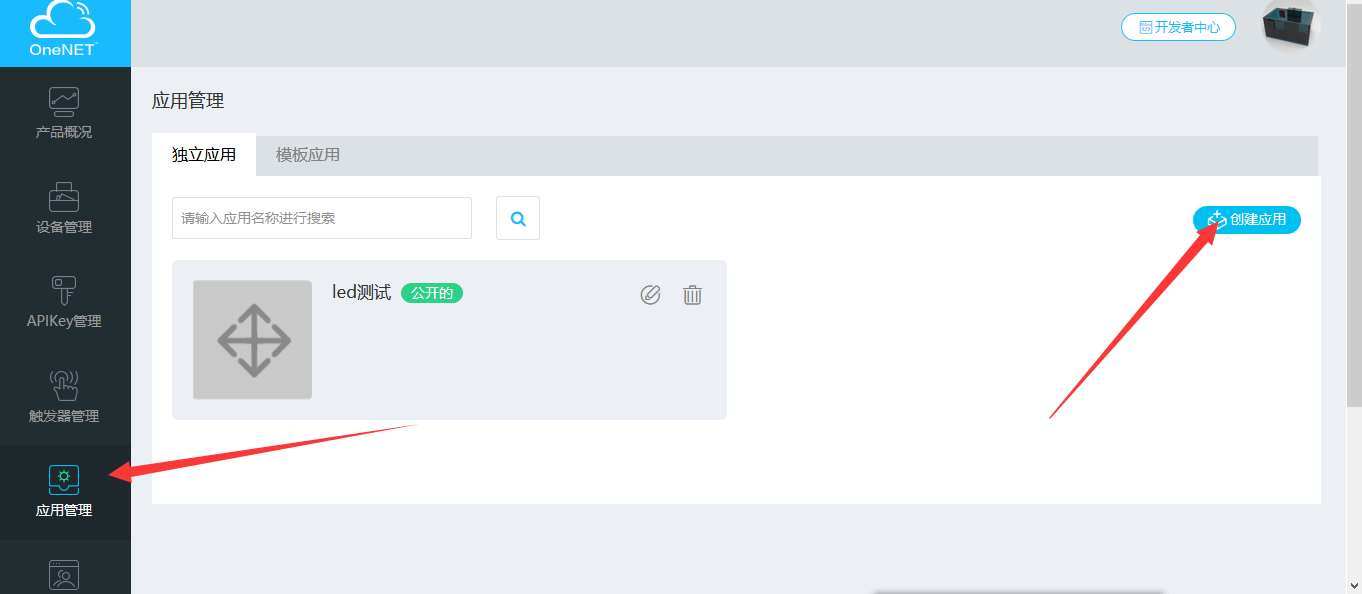 OneNET
开发者中心
产品概况
设备管理
APIKey管理
触发器管理
应用管理
应用管理
独立应用
模板应用
请输入应用名称进行搜索
创建应用
led测试
公开的